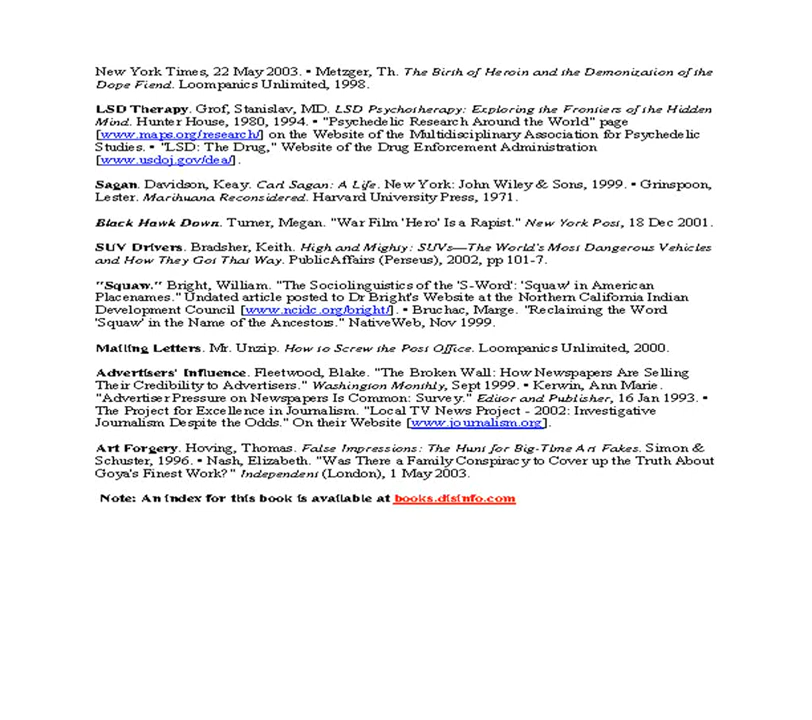 New York Times, 22 May 2003. • Metzger, Th. The Birth of Heroin and the Demonization of the
Dope Fiend. Loompanics Unlimited, 1998.
LSD Therapy. Grof, Stanislav, MD. LSD Psychotherapy: Exploring the Frontiers of the Hidden
Mind. Hunter House, 1980, 1994. • "Psychedelic Research Around the World" page
[www.maps.org/research/] on the Website of the Multidisciplinary Association for Psychedelic
Studies. • "LSD: The Drug," Website of the Drug Enforcement Administration
[www.usdoj.gov/dea/].
Sagan. Davidson, Keay. Carl Sagan: A Life. New York: John Wiley & Sons, 1999. • Grinspoon,
Lester. Marihuana Reconsidered. Harvard University Press, 1971.
Black Hawk Down. Turner, Megan. "War Film 'Hero' Is a Rapist." New York Post, 18 Dec 2001.
SUV Drivers. Bradsher, Keith. High and Mighty: SUVs—The World's Most Dangerous Vehicles
and How They Got That Way. PublicAffairs (Perseus), 2002, pp 101-7.
"Squaw." Bright, William. "The Sociolinguistics of the 'S-Word': 'Squaw' in American
Placenames." Undated article posted to Dr Bright's Website at the Northern California Indian
Development Council [www.ncidc.org/bright/]. • Bruchac, Marge. "Reclaiming the Word
'Squaw' in the Name of the Ancestors." NativeWeb, Nov 1999.
Mailing Letters. Mr. Unzip. How to Screw the Post Office. Loompanics Unlimited, 2000.
Advertisers' Influence. Fleetwood, Blake. "The Broken Wall: How Newspapers Are Selling
Their Credibility to Advertisers." Washington Monthly, Sept 1999. • Kerwin, Ann Marie.
"Advertiser Pressure on Newspapers Is Common: Survey." Editor and Publisher, 16 Jan 1993. •
The Project for Excellence in Journalism. "Local TV News Project - 2002: Investigative
Journalism Despite the Odds." On their Website [www.journalism.org].
Art Forgery. Hoving, Thomas. False Impressions: The Hunt for Big-Time Art Fakes. Simon &
Schuster, 1996. • Nash, Elizabeth. "Was There a Family Conspiracy to Cover up the Truth About
Goya's Finest Work?" Independent (London), 1 May 2003.
Note: An index for this book is available at books.disinfo.com